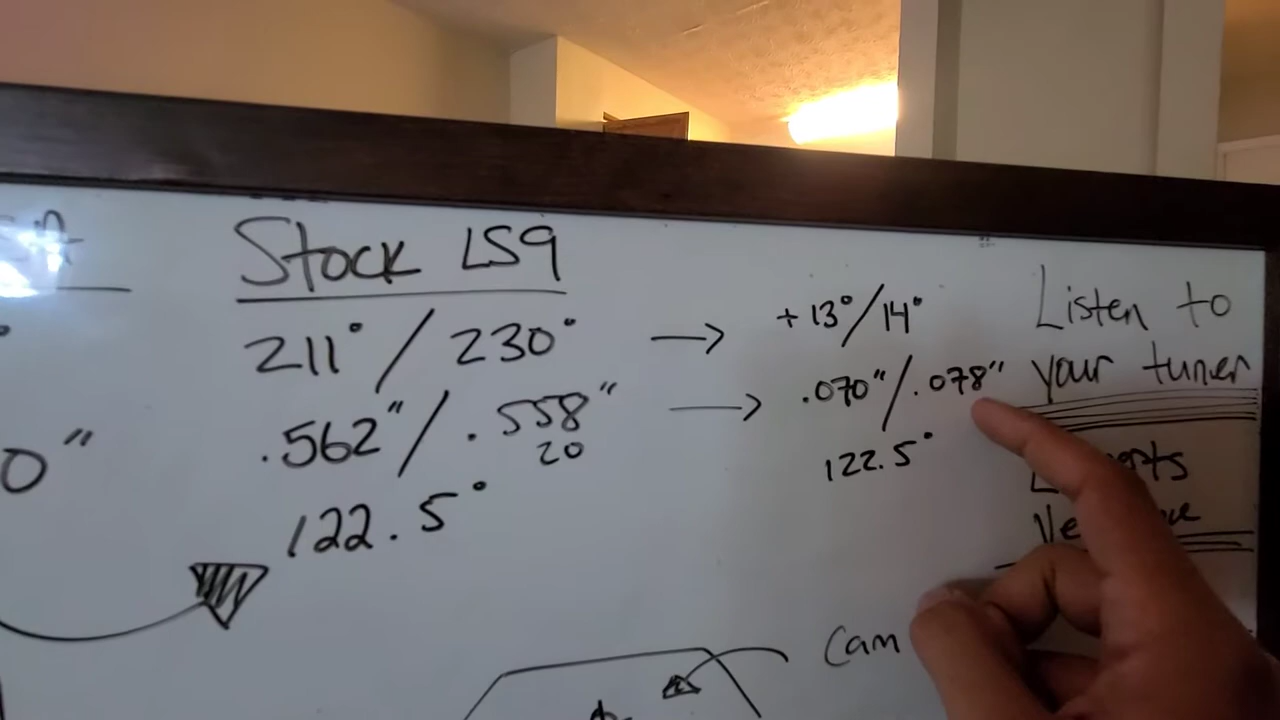 Stock LS9
211° / 230° → +13° / 14°
.562" / .558" → .070" / .078"
20
122.5°
122.5°
Listen to
your tuner
0"
Cam